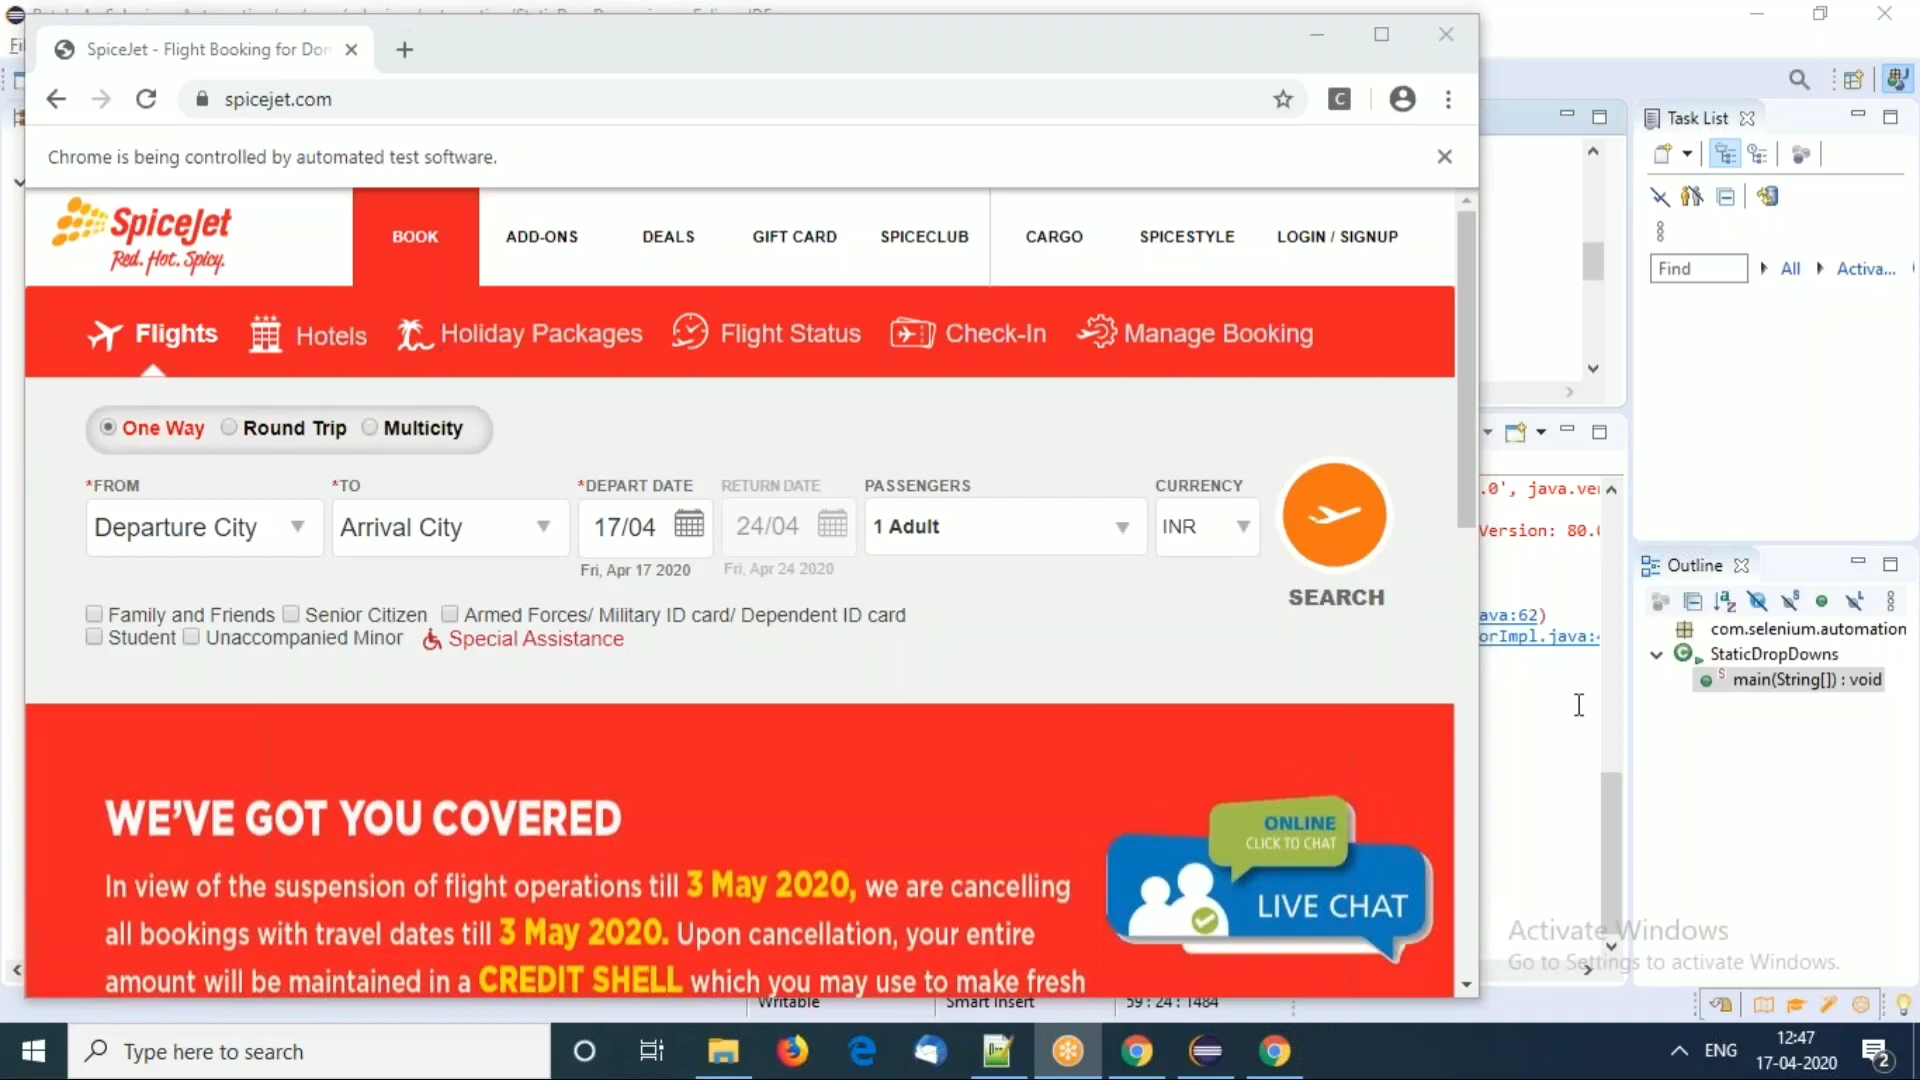 SpiceJet - Flight Booking for Dor
spicejet.com
Chrome is being controlled by automated test software.
SpiceJet
Red. Hot. Spicy.
BOOK ADD-ONS DEALS GIFT CARD SPICECLUB CARGO SPICESTYLE LOGIN / SIGNUP
Flights Hotels Holiday Packages Flight Status Check-In Manage Booking
One Way Round Trip Multicity
*FROM *TO *DEPART DATE RETURN DATE PASSENGERS CURRENCY
Departure City Arrival City 17/04 24/04 1 Adult INR
Fri, Apr 17 2020 Fri, Apr 24 2020
SEARCH
Family and Friends Senior Citizen Armed Forces/ Military ID card/ Dependent ID card
Student Unaccompanied Minor Special Assistance
WE'VE GOT YOU COVERED
In view of the suspension of flight operations till 3 May 2020, we are cancelling
all bookings with travel dates till 3 May 2020. Upon cancellation, your entire
amount will be maintained in a CREDIT SHELL which you may use to make fresh
ONLINE
CLICK TO CHAT
LIVE CHAT
Task List
Find All Activa...
.0', java.ver
Version: 80.
ava:62)
orImpl.java:
Outline
com.selenium.automation
StaticDropDowns
main(String[]) : void
Activate Windows
Go to Settings to activate Windows.
Writable Smart Insert 59 : 24 : 1484
Type here to search
ENG
12:47
17-04-2020
2